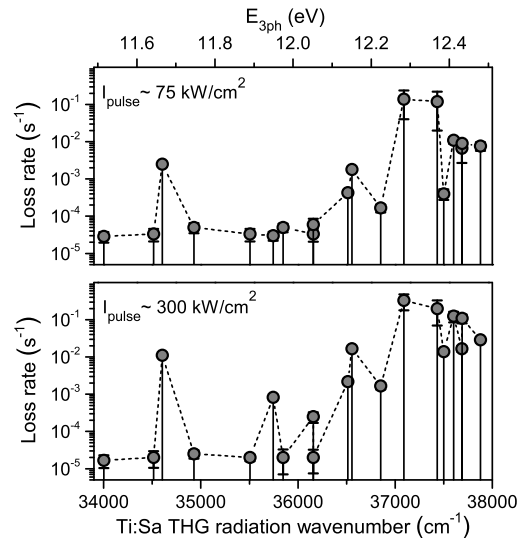 E3ph (eV)
11.6 11.8 12.0 12.2 12.4
Ipulse~ 75 kW/cm²
Loss rate (s⁻¹)
10⁻¹
10⁻²
10⁻³
10⁻⁴
10⁻⁵
Ipulse~ 300 kW/cm²
Loss rate (s⁻¹)
10⁻¹
10⁻²
10⁻³
10⁻⁴
10⁻⁵
34000 35000 36000 37000 38000
Ti:Sa THG radiation wavenumber (cm⁻¹)